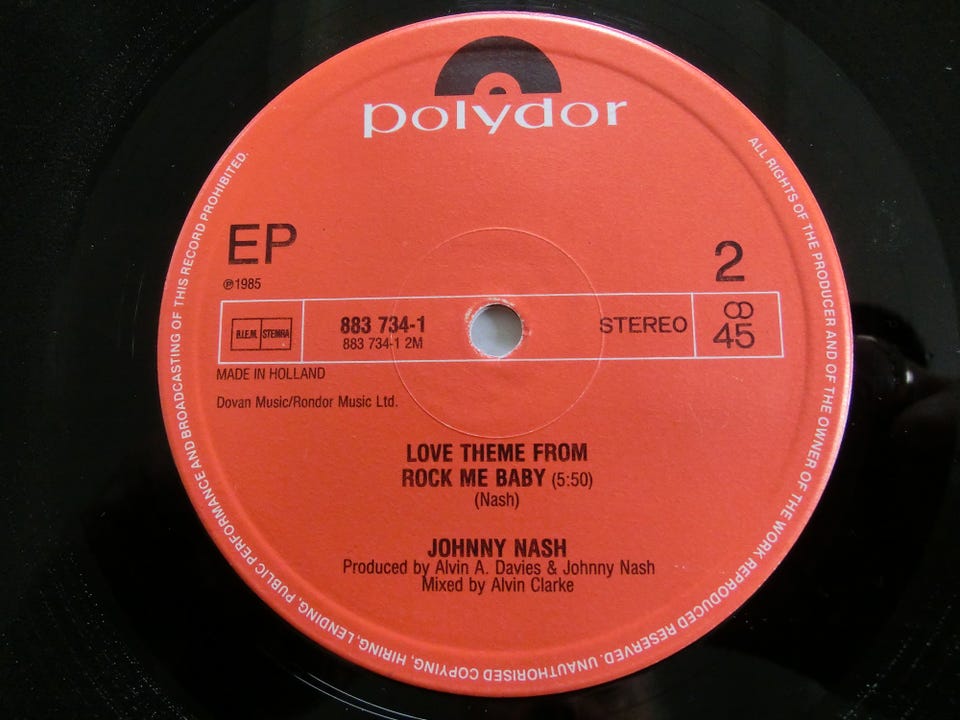 polydor
EP
2
℗1985
B.I.E.M. STEMRA
883 734-1
883 734-1 2M
STEREO
45
MADE IN HOLLAND
Dovan Music/Rondor Music Ltd.
LOVE THEME FROM
ROCK ME BABY (5:50)
(Nash)
JOHNNY NASH
Produced by Alvin A. Davies & Johnny Nash
Mixed by Alvin Clarke
ALL RIGHTS OF THE PRODUCER AND OF THE OWNER OF THE WORK REPRODUCED RESERVED. UNAUTHORISED COPYING, HIRING, LENDING, PUBLIC PERFORMANCE AND BROADCASTING OF THIS RECORD PROHIBITED.